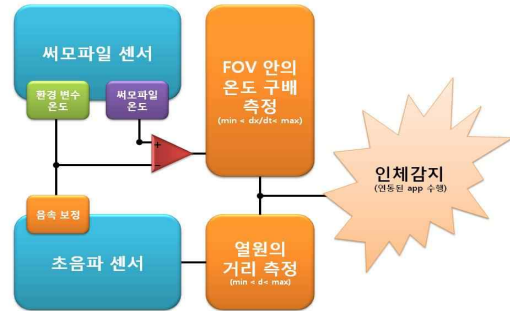 써모파일 센서
환경 변수
온도
써모파일
온도
+
-
FOV 안의
온도 구배
측정
(min < dx/dt< max)
인체감지
(연동된 app 수행)
음속 보정
초음파 센서
열원의
거리 측정
(min < d< max)